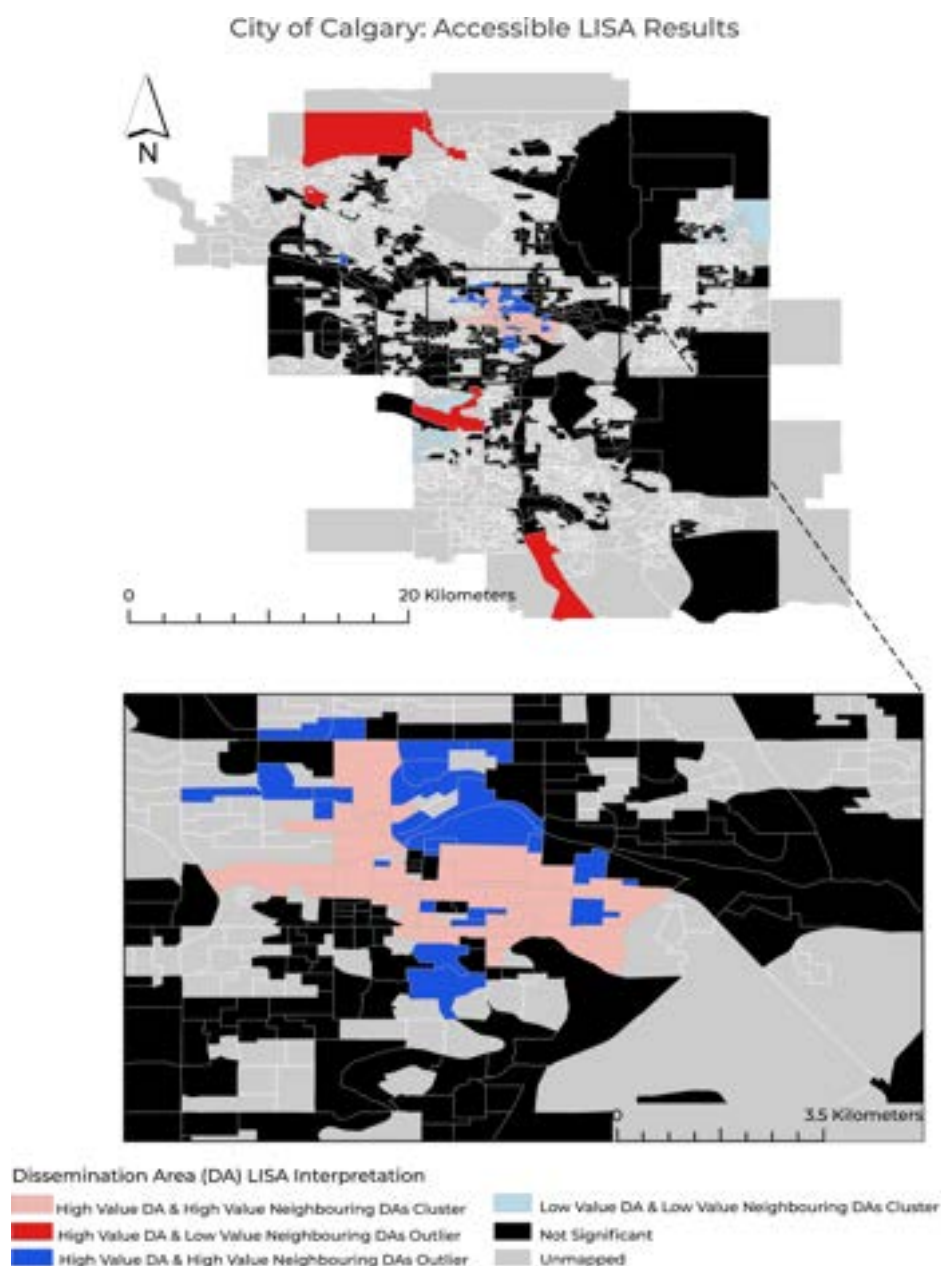 City of Calgary: Accessible LISA Results
N
0 20 Kilometers
0 3.5 Kilometers
Dissemination Area (DA) LISA Interpretation
High Value DA & High Value Neighbouring DAs Cluster
High Value DA & Low Value Neighbouring DAs Outlier
High Value DA & High Value Neighbouring DAs Outlier
Low Value DA & Low Value Neighbouring DAs Cluster
Not Significant
Unmapped